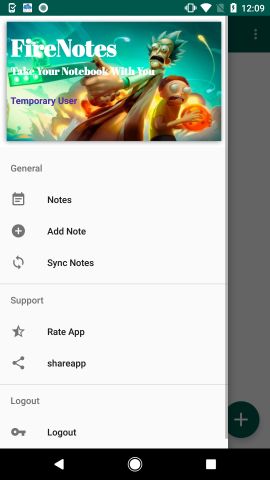 12:09
FireNotes
Take Your Notebook With You
Temporary User
General
Notes
Add Note
Sync Notes
Support
Rate App
shareapp
Logout
Logout